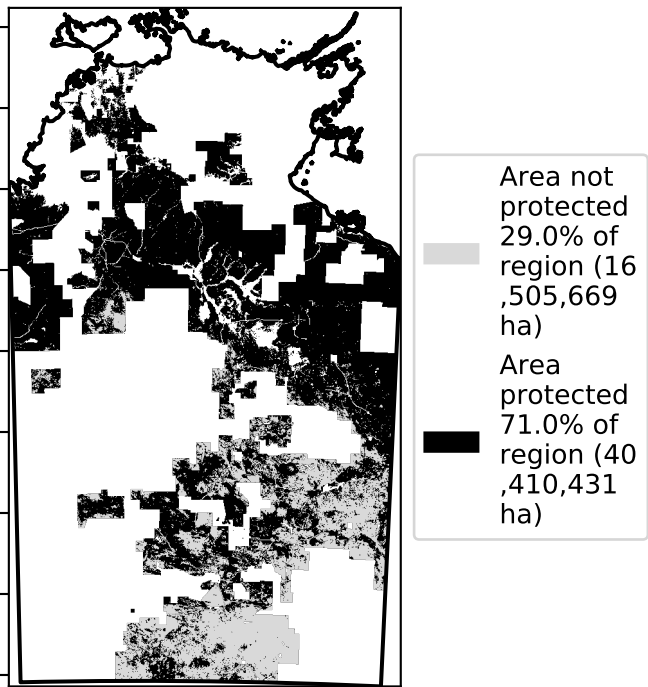 Area not
protected
29.0% of
region (16
,505,669
ha)
Area
protected
71.0% of
region (40
,410,431
ha)